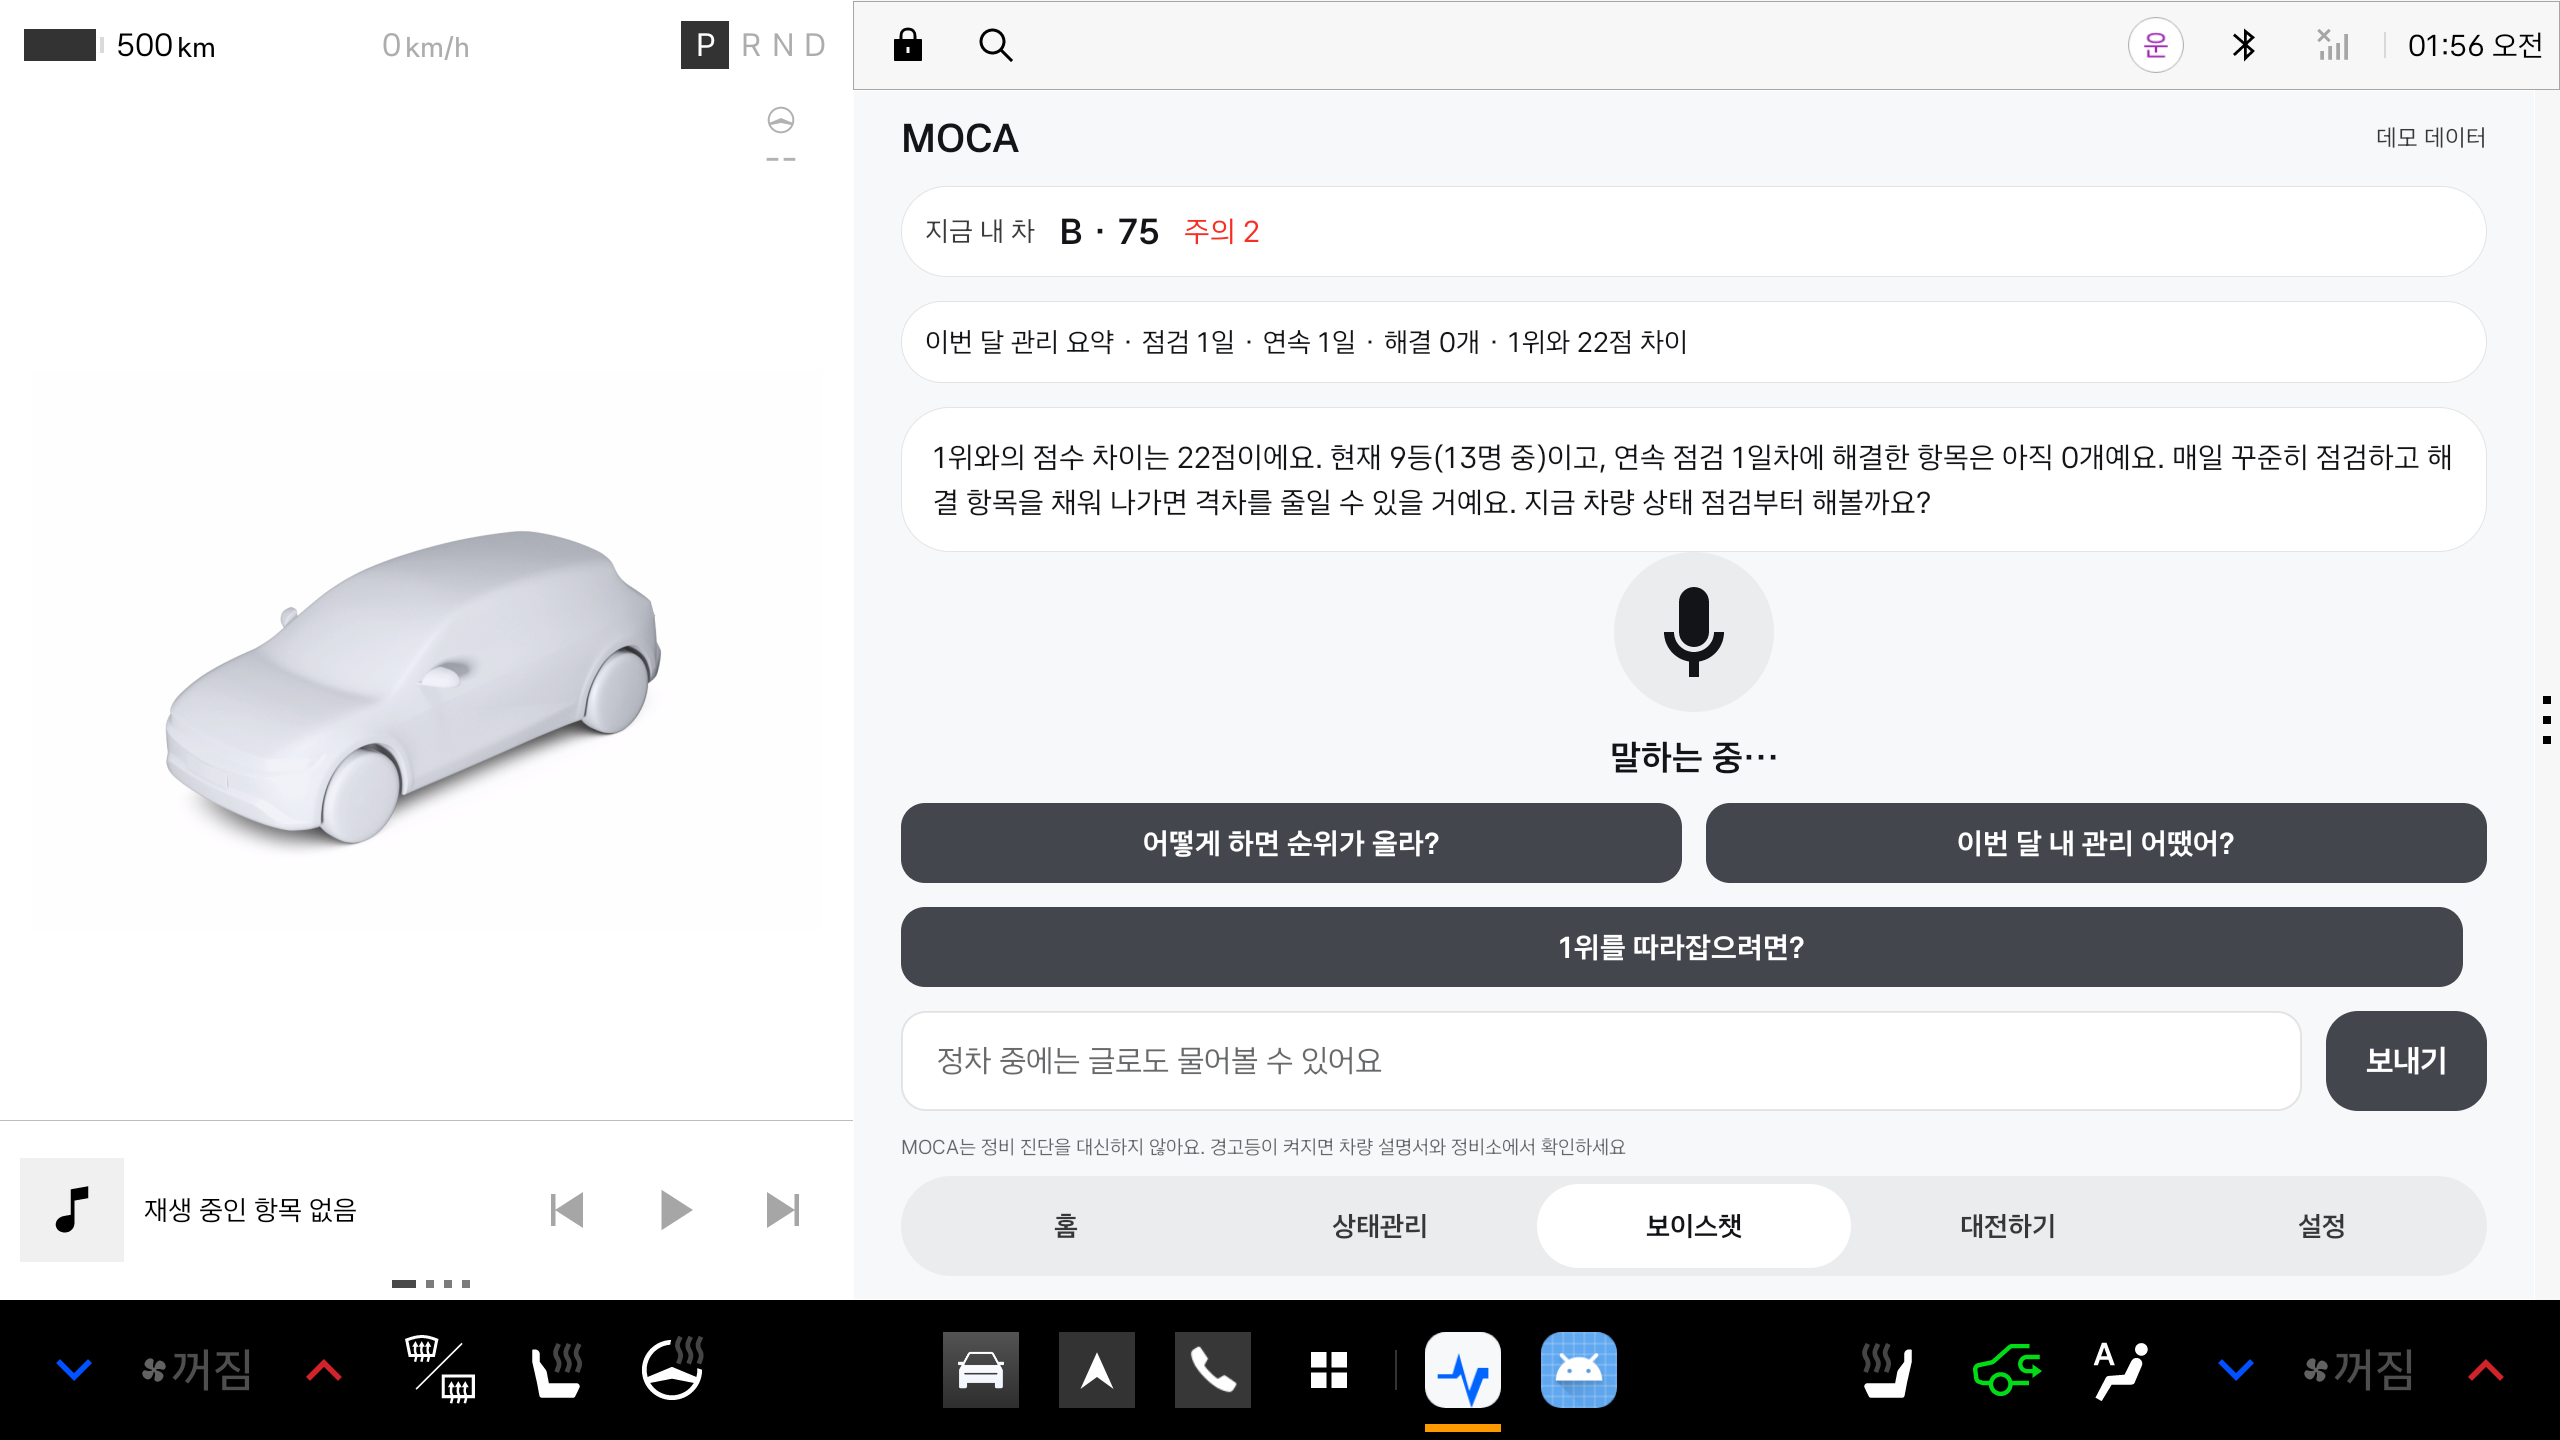 500 km
0 km/h
P R N D
운
01:56 오전
MOCA
데모 데이터
지금 내 차 B · 75 주의 2
이번 달 관리 요약 · 점검 1일 · 연속 1일 · 해결 0개 · 1위와 22점 차이
1위와의 점수 차이는 22점이에요. 현재 9등(13명 중)이고, 연속 점검 1일차에 해결한 항목은 아직 0개예요. 매일 꾸준히 점검하고 해
결 항목을 채워 나가면 격차를 줄일 수 있을 거예요. 지금 차량 상태 점검부터 해볼까요?
말하는 중…
어떻게 하면 순위가 올라?
이번 달 내 관리 어땠어?
1위를 따라잡으려면?
정차 중에는 글로도 물어볼 수 있어요
보내기
MOCA는 정비 진단을 대신하지 않아요. 경고등이 켜지면 차량 설명서와 정비소에서 확인하세요
재생 중인 항목 없음
홈
상태관리
보이스챗
대전하기
설정
꺼짐
A
꺼짐